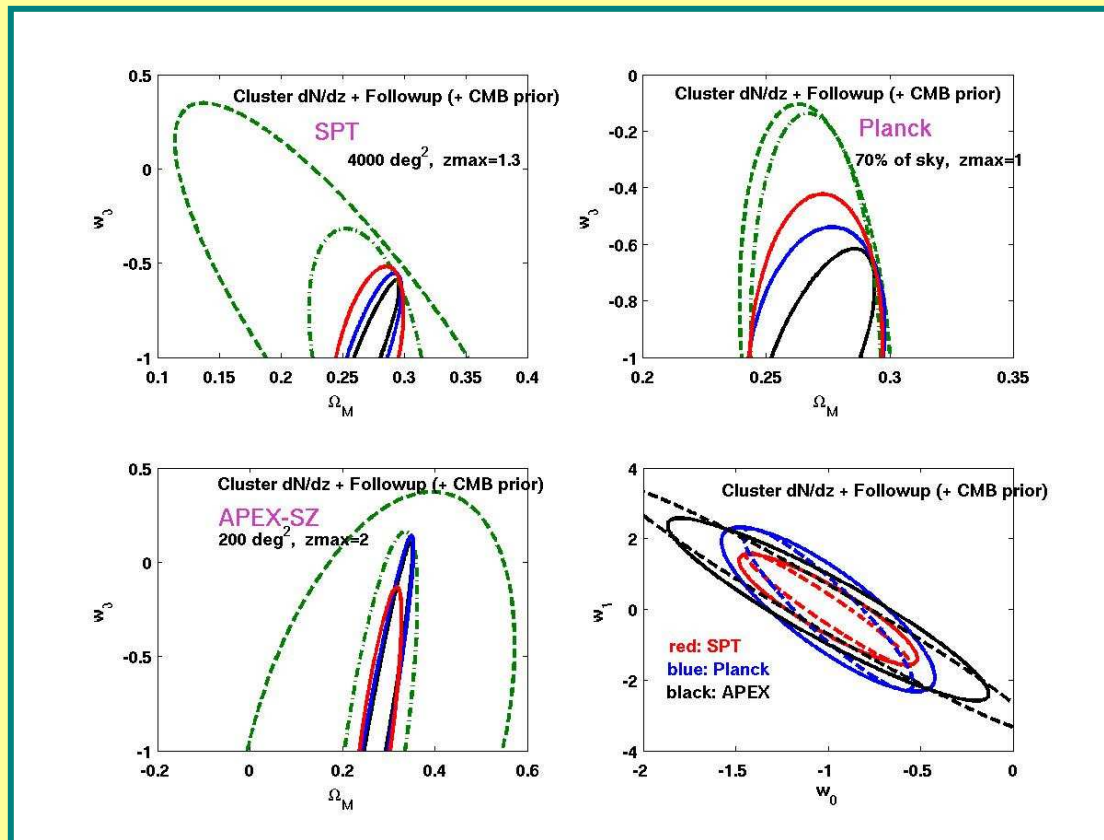 Cluster dN/dz + Followup (+ CMB prior)
SPT
4000 deg², zmax=1.3
0.5
0
-0.5
-1
w₀
0.1 0.15 0.2 0.25 0.3 0.35 0.4
Ω_M
Cluster dN/dz + Followup (+ CMB prior)
Planck
70% of sky, zmax=1
0
-0.2
-0.4
-0.6
-0.8
-1
w₀
0.2 0.25 0.3 0.35
Ω_M
Cluster dN/dz + Followup (+ CMB prior)
APEX-SZ
200 deg², zmax=2
0.5
0
-0.5
-1
w₀
-0.2 0 0.2 0.4 0.6
Ω_M
Cluster dN/dz + Followup (+ CMB prior)
4
2
0
-2
-4
w₁
red: SPT
blue: Planck
black: APEX
-2 -1.5 -1 -0.5 0
w₀